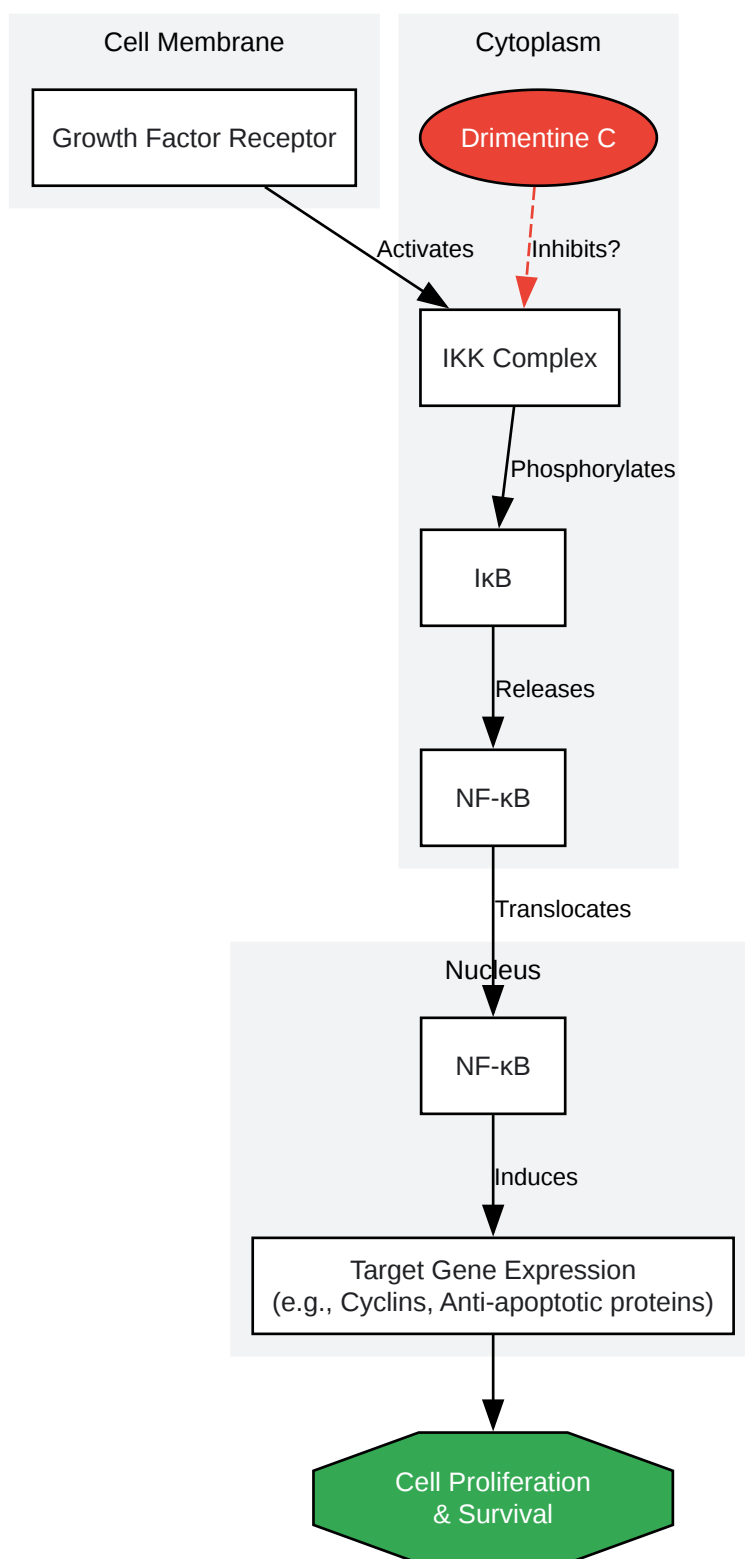 Cell Membrane
Cytoplasm
Growth Factor Receptor
Drimentine C
Activates
Inhibits?
IKK Complex
Phosphorylates
IκB
Releases
NF-κB
Translocates
Nucleus
NF-κB
Induces
Target Gene Expression
(e.g., Cyclins, Anti-apoptotic proteins)
Cell Proliferation
& Survival